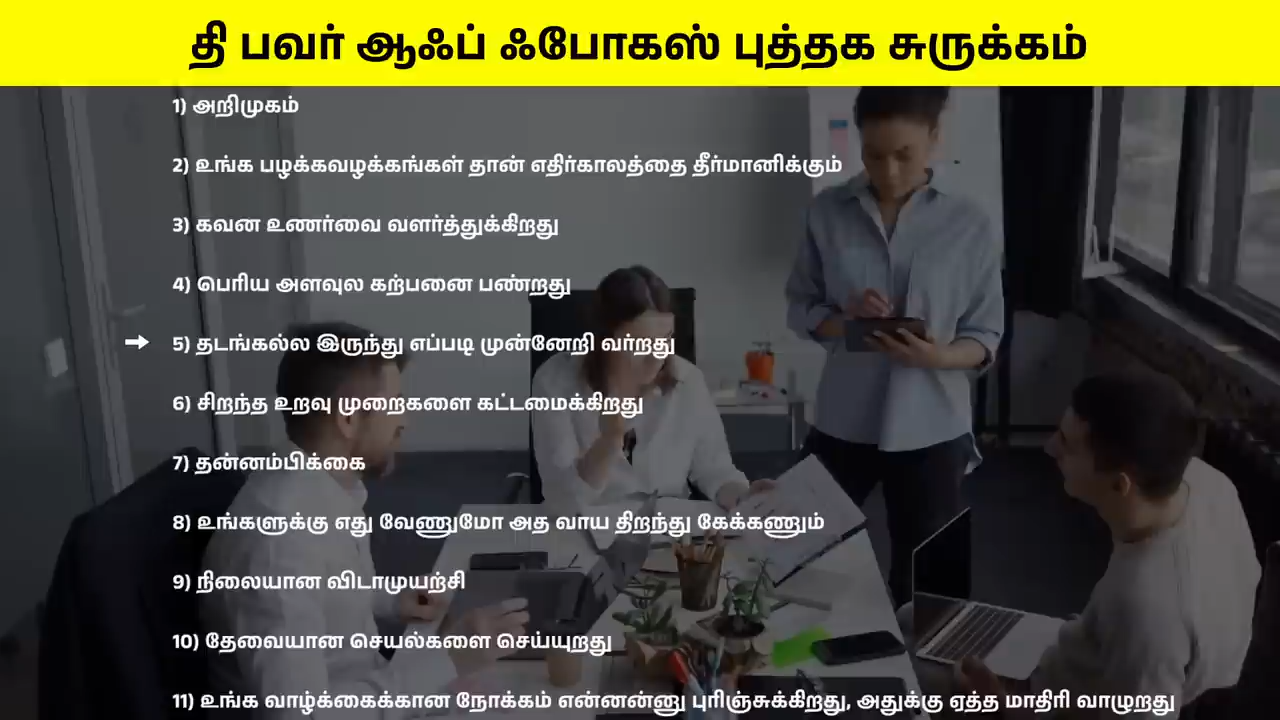 தி பவர் ஆஃப் ஃபோகஸ் புத்தக சுருக்கம்
1) அறிமுகம்
2) உங்க பழக்கவழக்கங்கள் தான் எதிர்காலத்தை தீர்மானிக்கும்
3) கவன உணர்வை வளர்த்துக்கிறது
4) பெரிய அளவுல கற்பனை பண்றது
5) தடங்கல்ல இருந்து எப்படி முன்னேறி வர்றது
6) சிறந்த உறவு முறைகளை கட்டமைக்கிறது
7) தன்னம்பிக்கை
8) உங்களுக்கு எது வேணுமோ அத வாய திறந்து கேக்கணும்
9) நிலையான விடாமுயற்சி
10) தேவையான செயல்களை செய்யுறது
11) உங்க வாழ்க்கைக்கான நோக்கம் என்னன்னு புரிஞ்சுக்கிறது, அதுக்கு ஏத்த மாதிரி வாழுறது